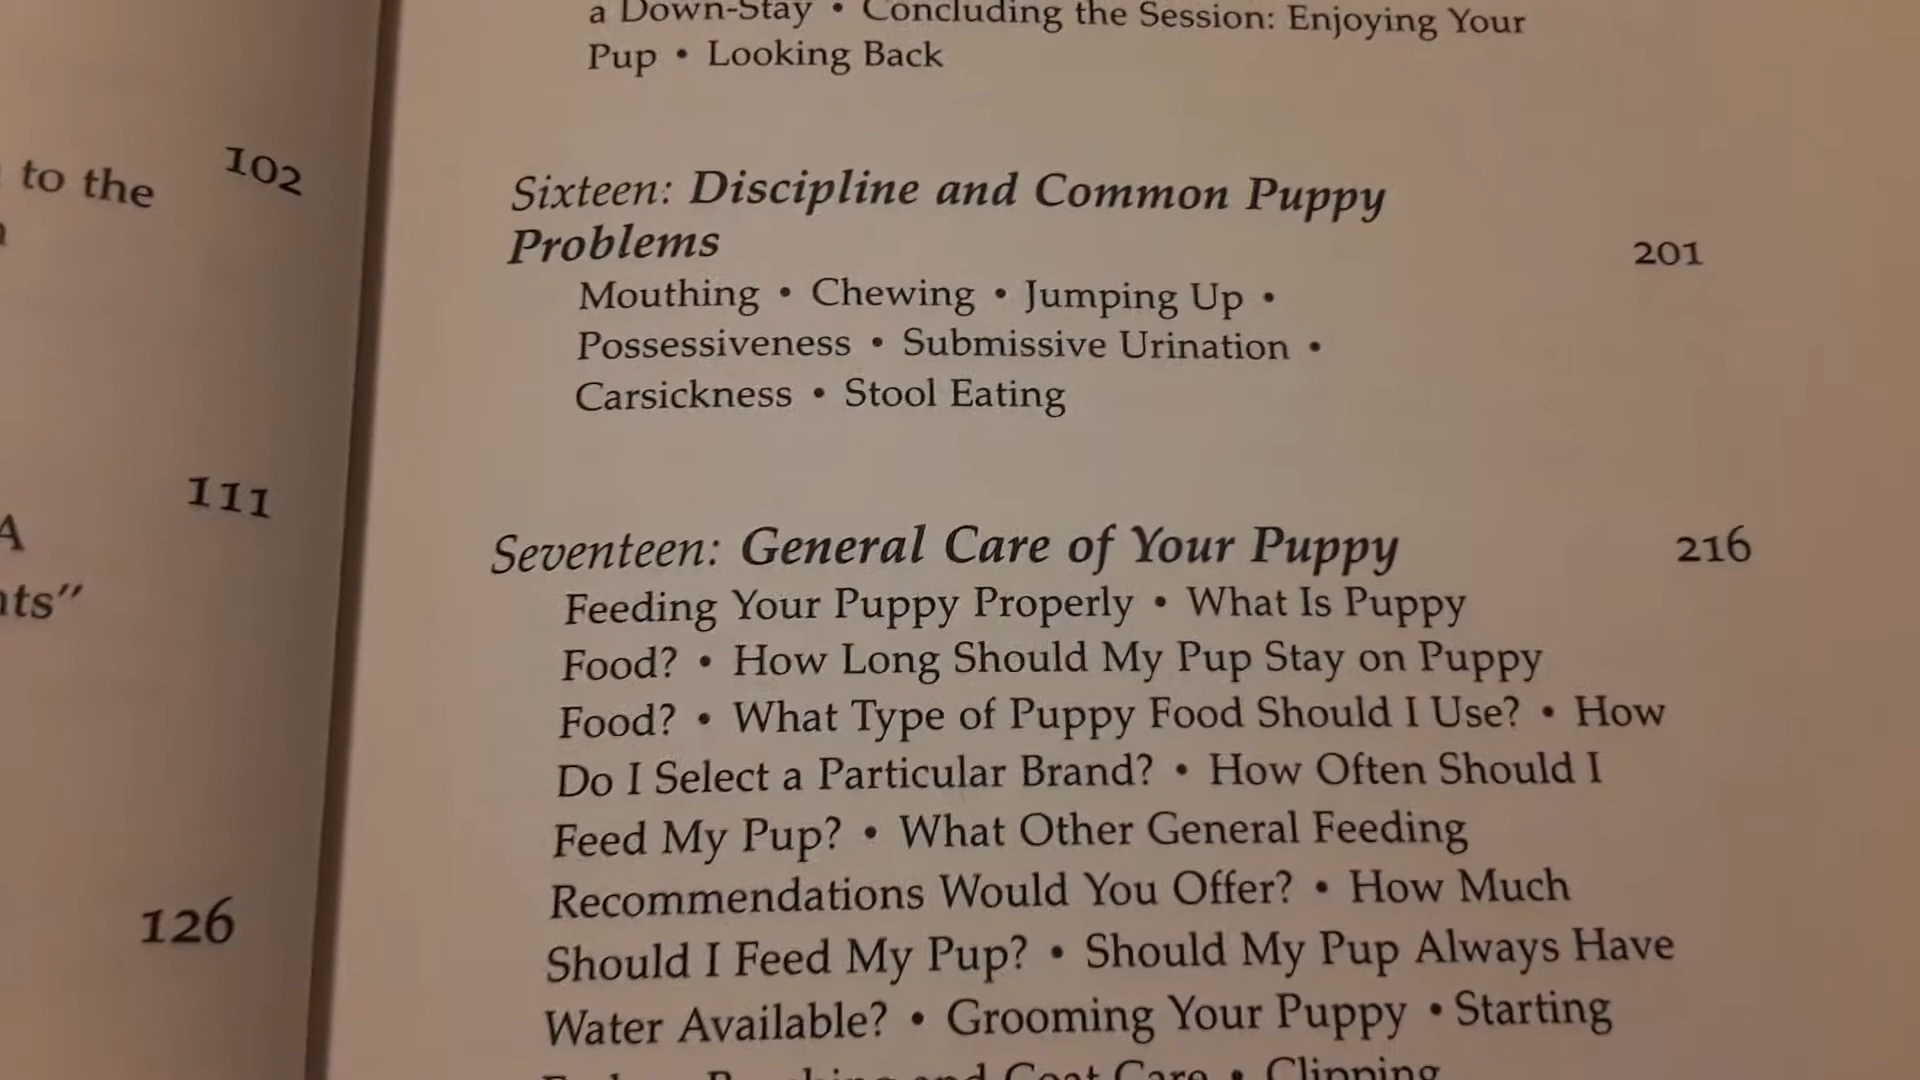 to the
102
111
A
nts"
126
a Down-Stay • Concluding the Session: Enjoying Your
Pup • Looking Back
Sixteen: Discipline and Common Puppy
Problems
201
Mouthing • Chewing • Jumping Up •
Possessiveness • Submissive Urination •
Carsickness • Stool Eating
Seventeen: General Care of Your Puppy
216
Feeding Your Puppy Properly • What Is Puppy
Food? • How Long Should My Pup Stay on Puppy
Food? • What Type of Puppy Food Should I Use? • How
Do I Select a Particular Brand? • How Often Should I
Feed My Pup? • What Other General Feeding
Recommendations Would You Offer? • How Much
Should I Feed My Pup? • Should My Pup Always Have
Water Available? • Grooming Your Puppy • Starting
and Coat Care • Clipping